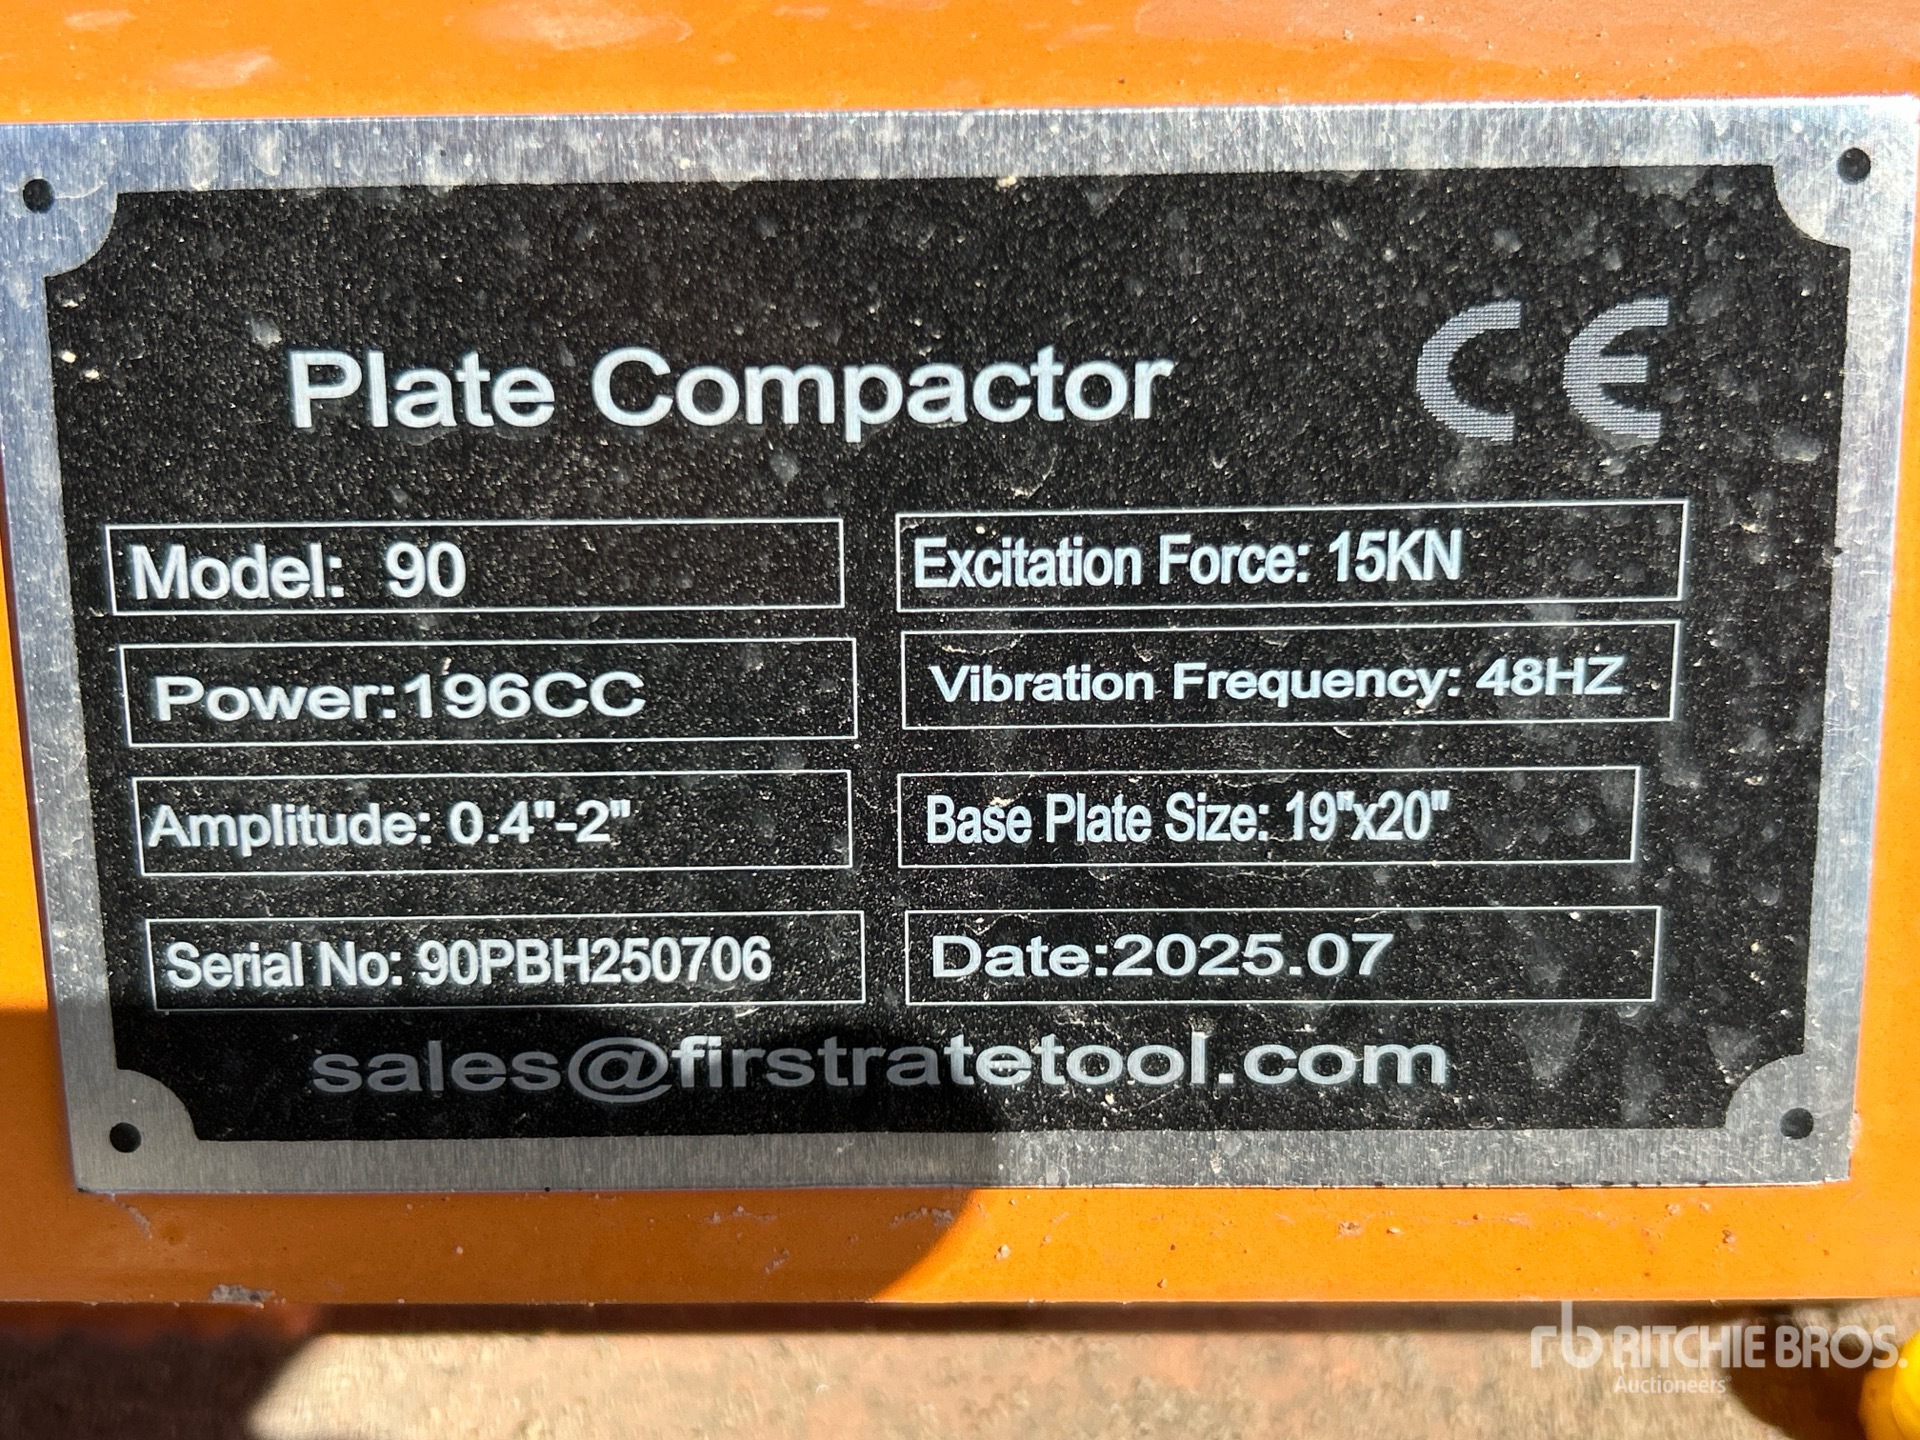 Plate Compactor CE
Model: 90
Excitation Force: 15KN
Power:196CC
Vibration Frequency: 48HZ
Amplitude: 0.4"-2"
Base Plate Size: 19"x20"
Serial No: 90PBH250706
Date:2025.07
sales@firstratetool.com
rb RITCHIE BROS.
Auctioneers